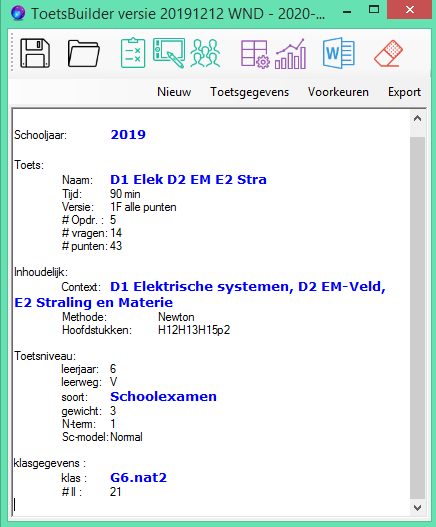 ToetsBuilder versie 20191212 WND - 2020-...
Nieuw Toetsgegevens Voorkeuren Export
Schooljaar: 2019
Toets:
Naam: D1 Elek D2 EM E2 Stra
Tijd: 90 min
Versie: 1F alle punten
# Opdr. : 5
# vragen: 14
# punten: 43
Inhoudelijk:
Context: D1 Elektrische systemen, D2 EM-Veld,
E2 Straling en Materie
Methode: Newton
Hoofdstukken: H12H13H15p2
Toetsniveau:
leerjaar: 6
leerweg: V
soort: Schoolexamen
gewicht: 3
N-term: 1
Sc-model: Normal
klasgegevens :
klas : G6.nat2
# ll : 21